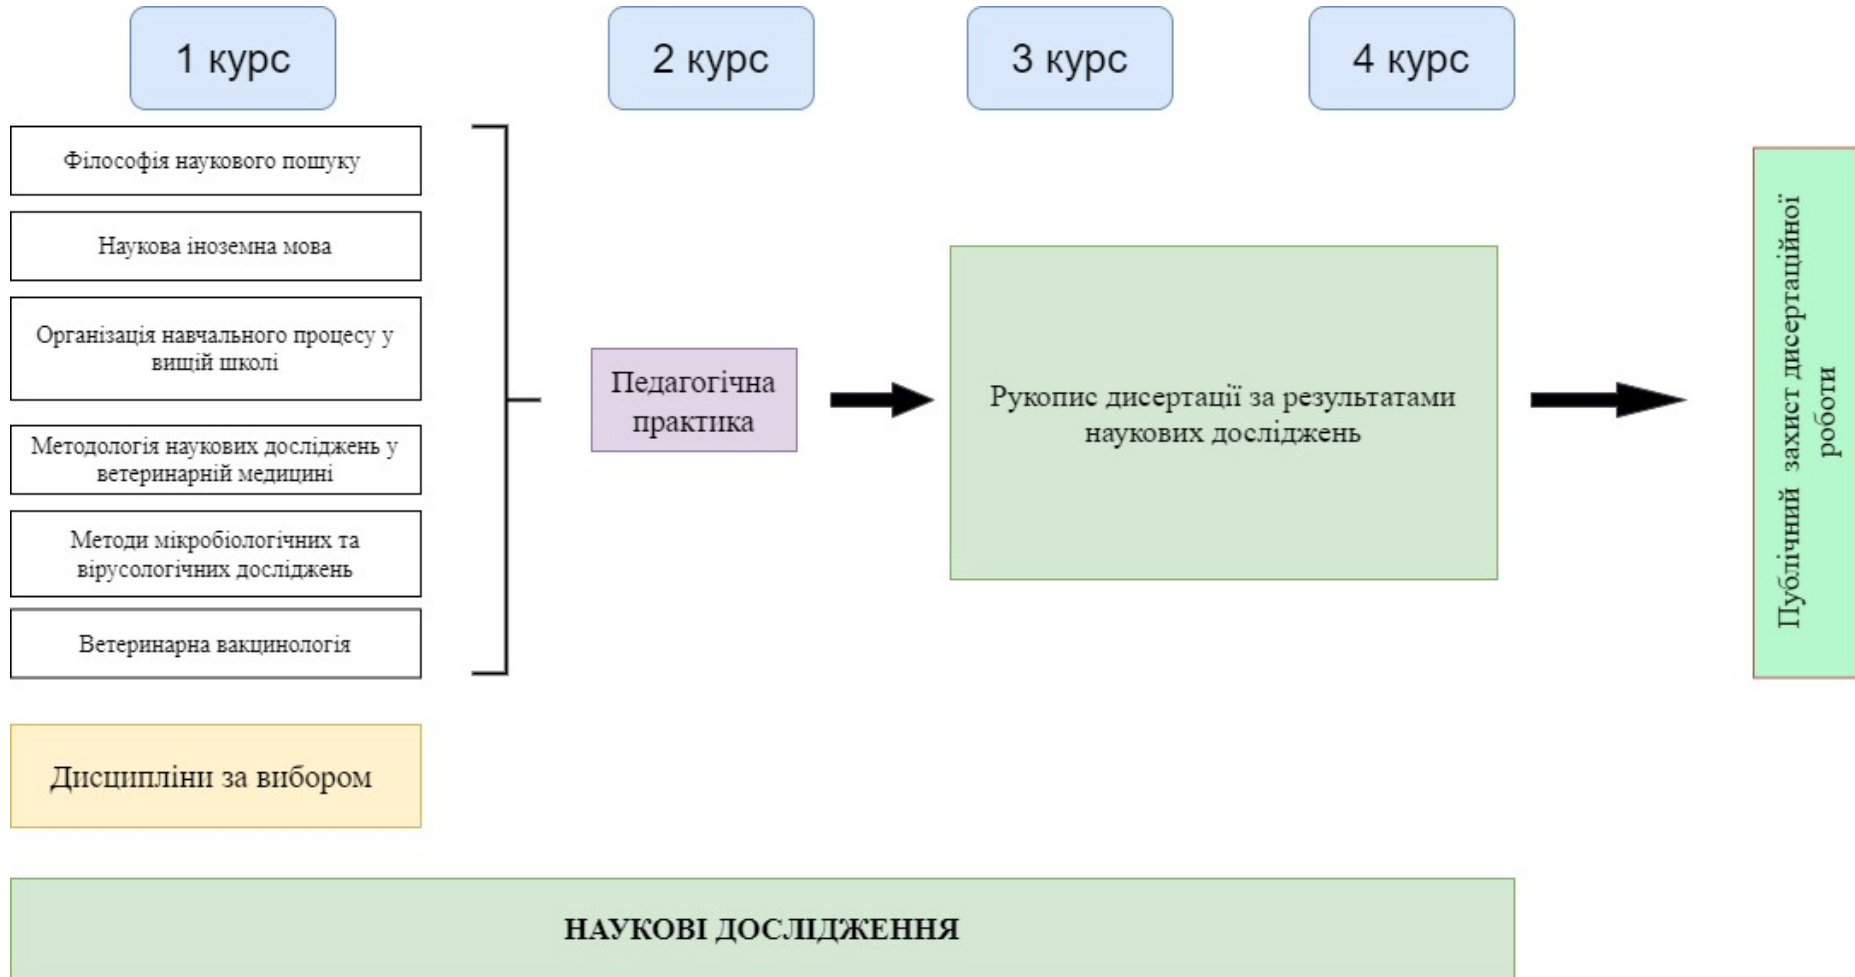 1 курс
2 курс
3 курс
4 курс
Філософія наукового пошуку
Наукова іноземна мова
Організація навчального процесу у
вищій школі
Методологія наукових досліджень у
ветеринарній медицині
Методи мікробіологічних та
вірусологічних досліджень
Ветеринарна вакцинологія
Дисципліни за вибором
Педагогічна
практика
Рукопис дисертації за результатами
наукових досліджень
Публічний захист дисертаційної
роботи
НАУКОВІ ДОСЛІДЖЕННЯ